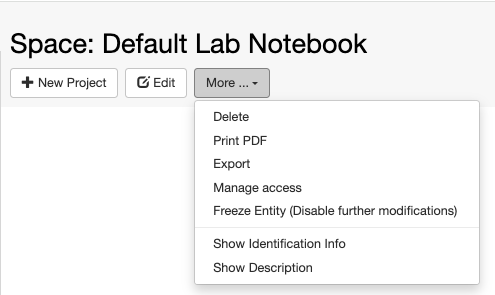 Space: Default Lab Notebook
+ New Project Edit More ...
Delete
Print PDF
Export
Manage access
Freeze Entity (Disable further modifications)
Show Identification Info
Show Description